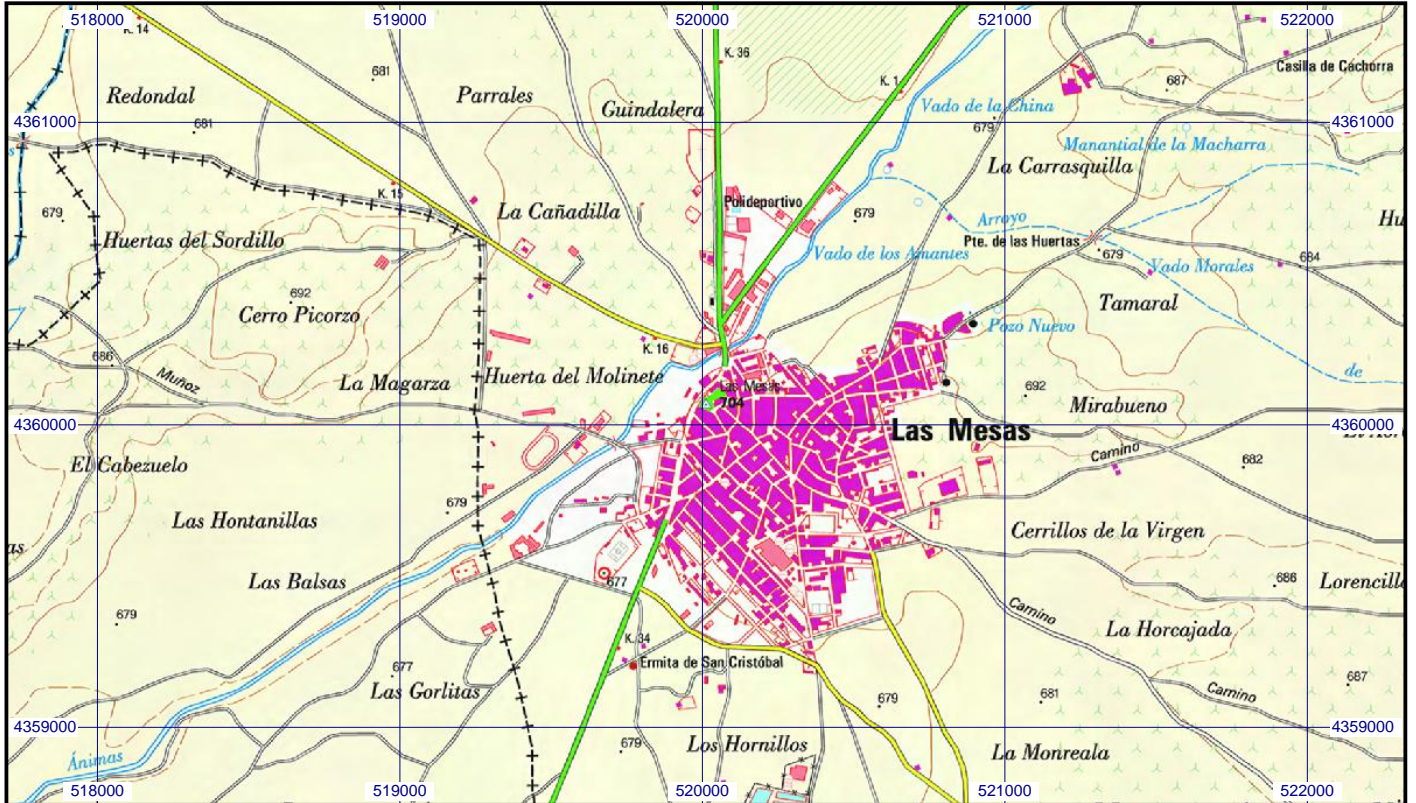 518000 519000 520000 521000 522000
K. 14
K. 36
K. 1
Casilla de Cachorra
681
687
Redondal
Parrales
Guindalera
Vado de la China
4361000 4361000
681
679
Manantial de la Macharra
La Carrasquilla
K. 15
Polideportivo
679
La Cañadilla
679
Arroyo
Huertas del Sordillo
Pte. de las Huertas
Vado de los Amantes
679
684
Vado Morales
692
Cerro Picorzo
Tamaral
Pozo Nuevo
K. 16
686
Muñoz
La Magarza
Huerta del Molinete
Las Mesas
704
de
692
Mirabueno
4360000 4360000
Las Mesas
El Cabezuelo
Camino
682
679
Las Hontanillas
Cerrillos de la Virgen
as
Las Balsas
677
686
Lorencill
679
Camino
La Horcajada
K. 34
Ermita de San Cristóbal
677
Las Gorlitas
687
Camino
679
681
4359000 4359000
679
Los Hornillos
La Monreala
Ánimas
518000 519000 520000 521000 522000